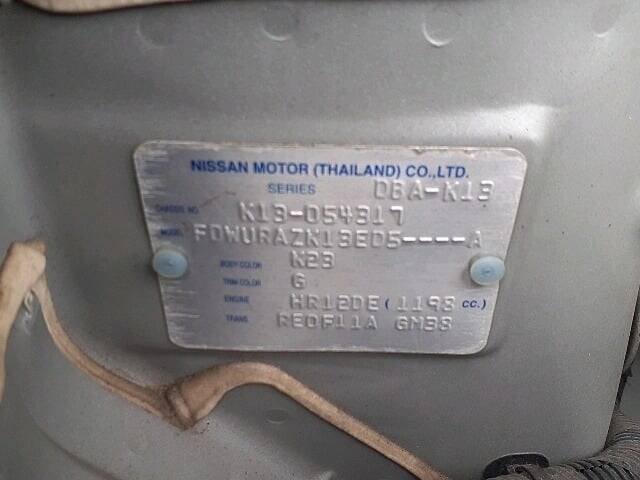 NISSAN MOTOR (THAILAND) CO.,LTD.
SERIES DBA-K13
CHASSIS NO. K13-054317
MODEL FDWURAZK13ED5----A
BODY COLOR K23
TRIM COLOR G
ENGINE HR12DE ( 1198 CC.)
TRANS RE0F11A GM38